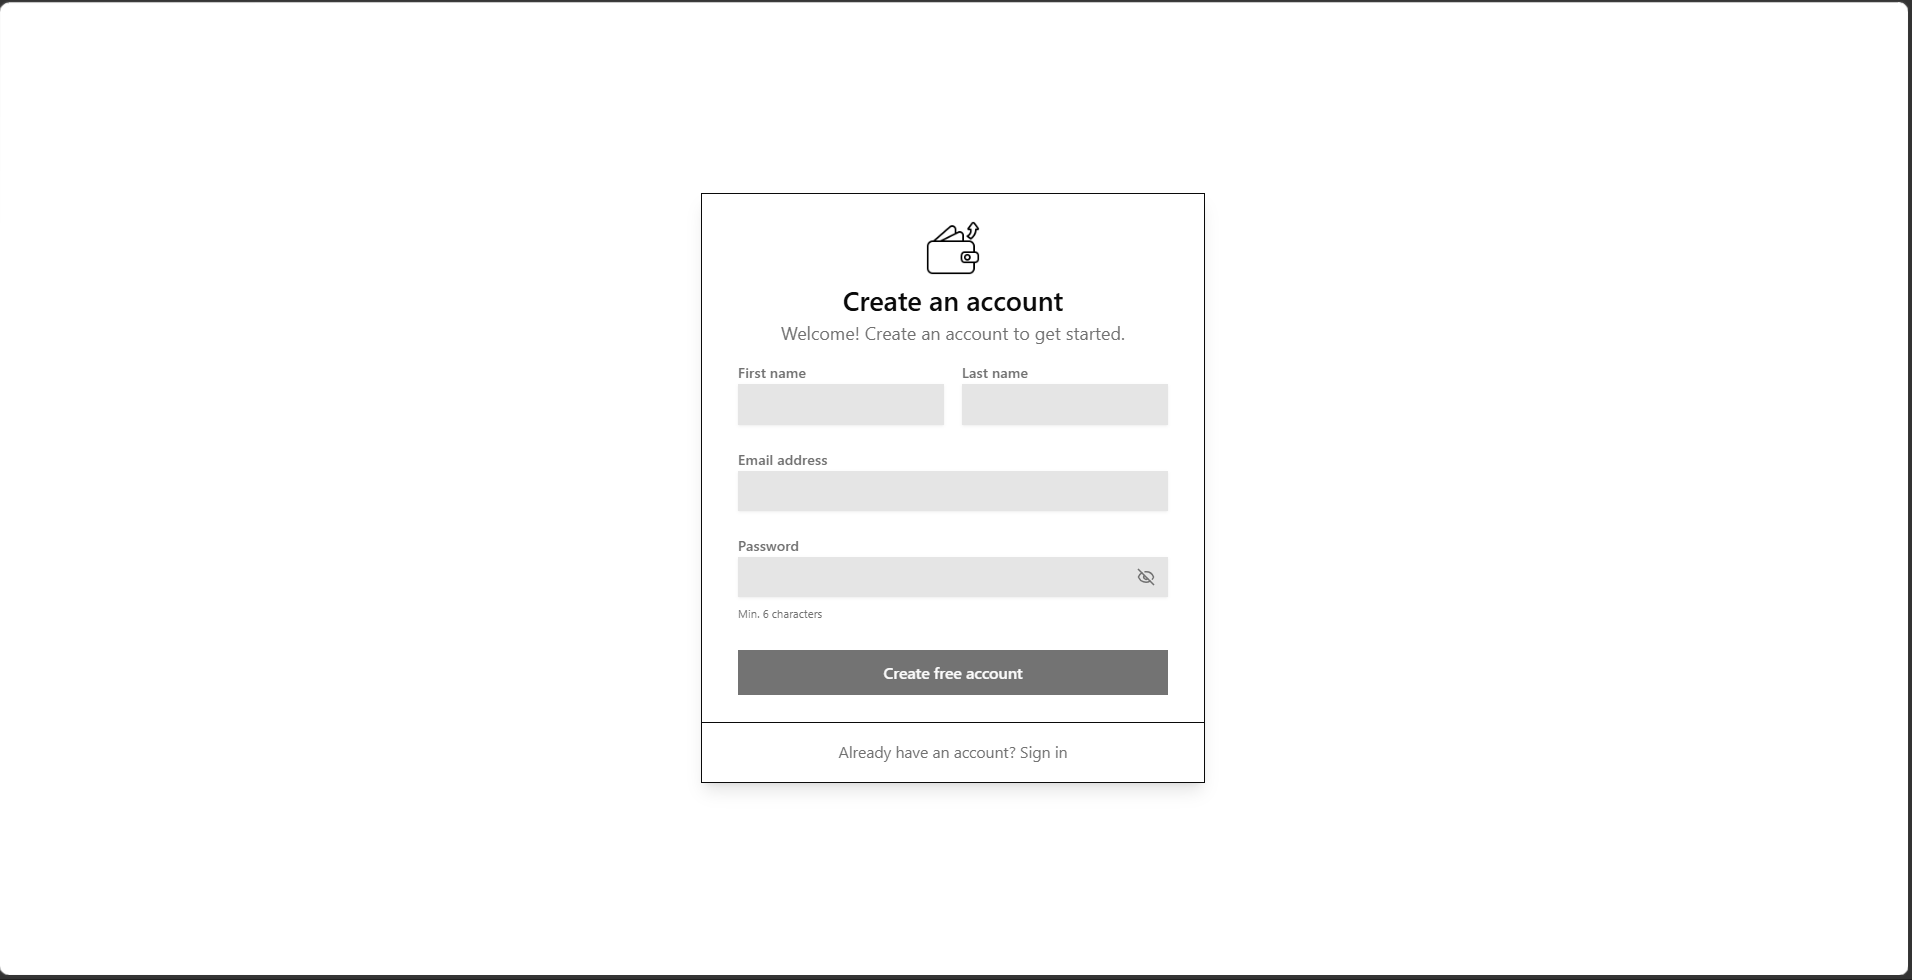 Create an account
Welcome! Create an account to get started.
First name
Last name
Email address
Password
Min. 6 characters
Create free account
Already have an account? Sign in